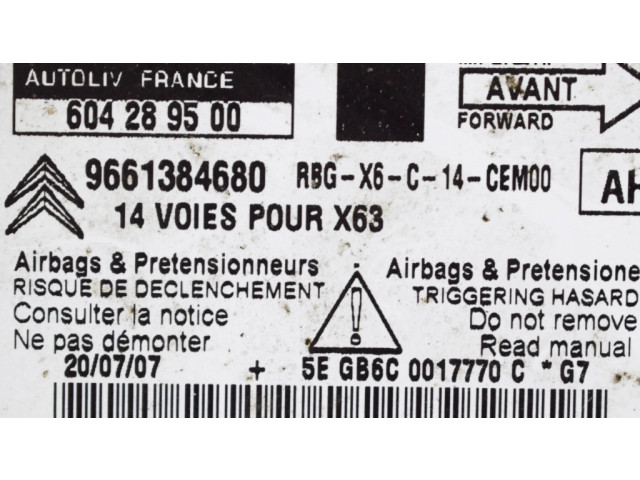 AUTOLIV FRANCE
604 28 95 00
AVANT
FORWARD
9661384680 RBG-X6-C-14-CEM00
14 VOIES POUR X63
Airbags & Pretensionneurs
RISQUE DE DECLENCHEMENT
Consulter la notice
Ne pas démonter
Airbags & Pretensione
TRIGGERING HASARD
Do not remove
Read manual
20/07/07 + 5E GB6C 0017770 C * G7